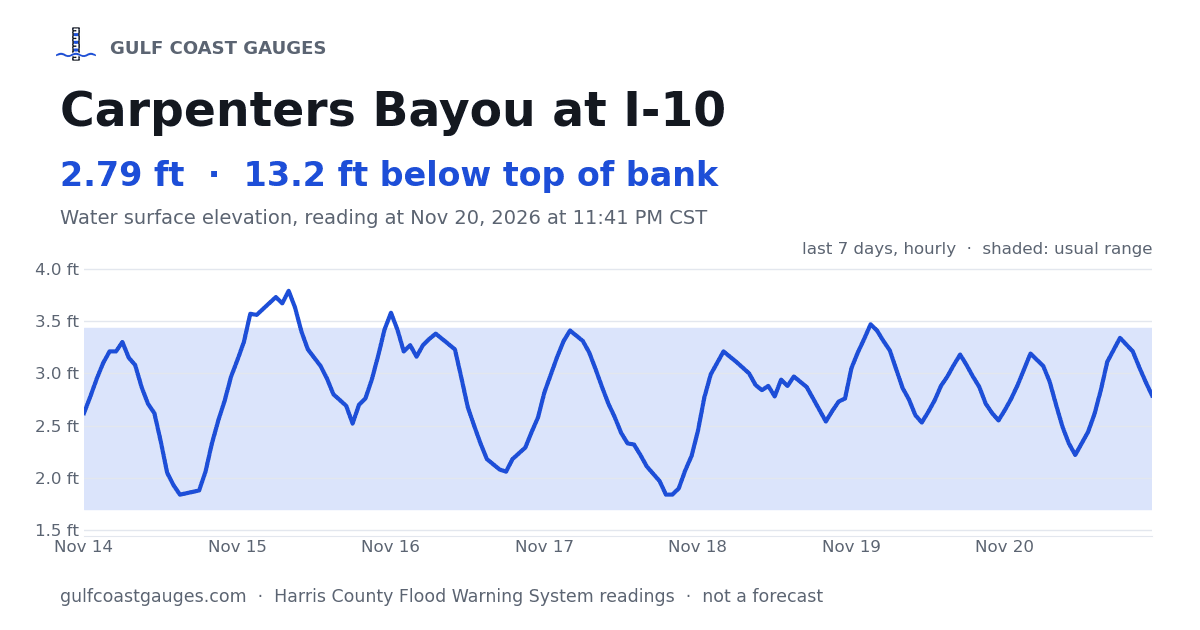 GULF COAST GAUGES
Carpenters Bayou at I-10
2.79 ft · 13.2 ft below top of bank
Water surface elevation, reading at Nov 20, 2026 at 11:41 PM CST
last 7 days, hourly · shaded: usual range
4.0 ft
3.5 ft
3.0 ft
2.5 ft
2.0 ft
1.5 ft
Nov 14 Nov 15 Nov 16 Nov 17 Nov 18 Nov 19 Nov 20
gulfcoastgauges.com · Harris County Flood Warning System readings · not a forecast